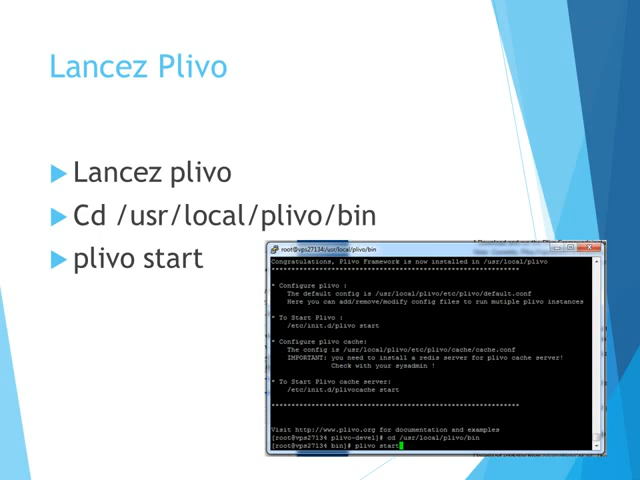 Lancez Plivo
Lancez plivo
Cd /usr/local/plivo/bin
plivo start
root@vps27134:/usr/local/plivo/bin
Congratulations, Plivo Framework is now installed in /usr/local/plivo
************************************************************
* Configure plivo :
The default config is /usr/local/plivo/etc/plivo/default.conf
Here you can add/remove/modify config files to run mutiple plivo instances
* To Start Plivo :
/etc/init.d/plivo start
* Configure plivo cache:
The config is /usr/local/plivo/etc/plivo/cache/cache.conf
IMPORTANT: you need to install a redis server for plivo cache server!
Check with your sysadmin !
* To Start Plivo cache server:
/etc/init.d/plivocache start
************************************************************
Visit http://www.plivo.org for documentation and examples
[root@vps27134 plivo-devel]# cd /usr/local/plivo/bin
[root@vps27134 bin]# plivo start